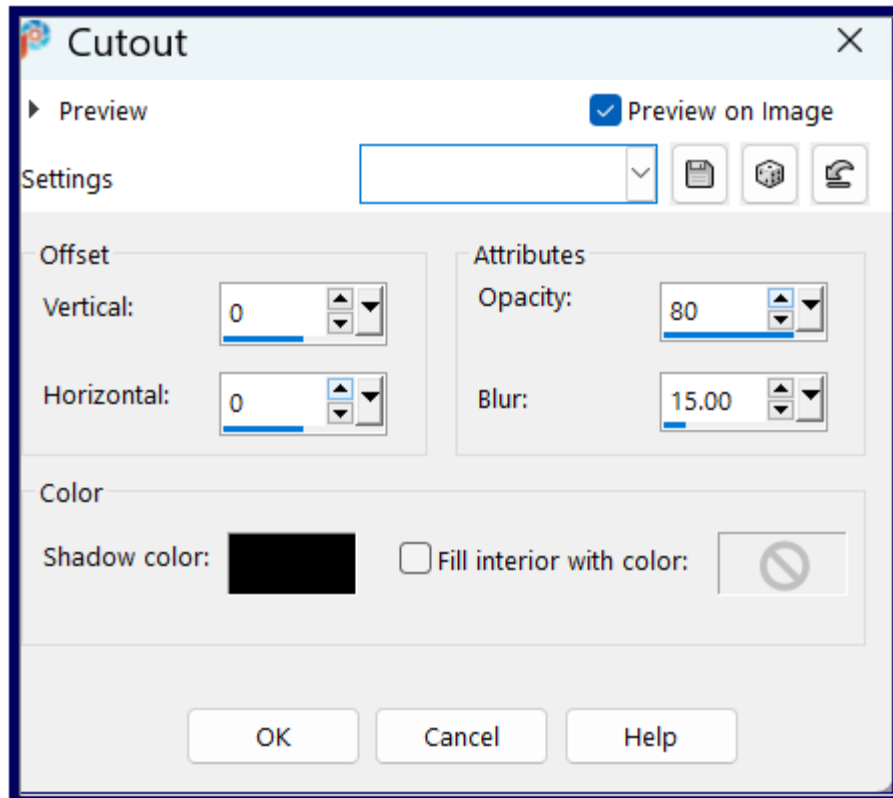 Cutout
Preview
Preview on Image
Settings
Offset
Attributes
Vertical: 0
Opacity: 80
Horizontal: 0
Blur: 15.00
Color
Shadow color:
Fill interior with color:
OK
Cancel
Help